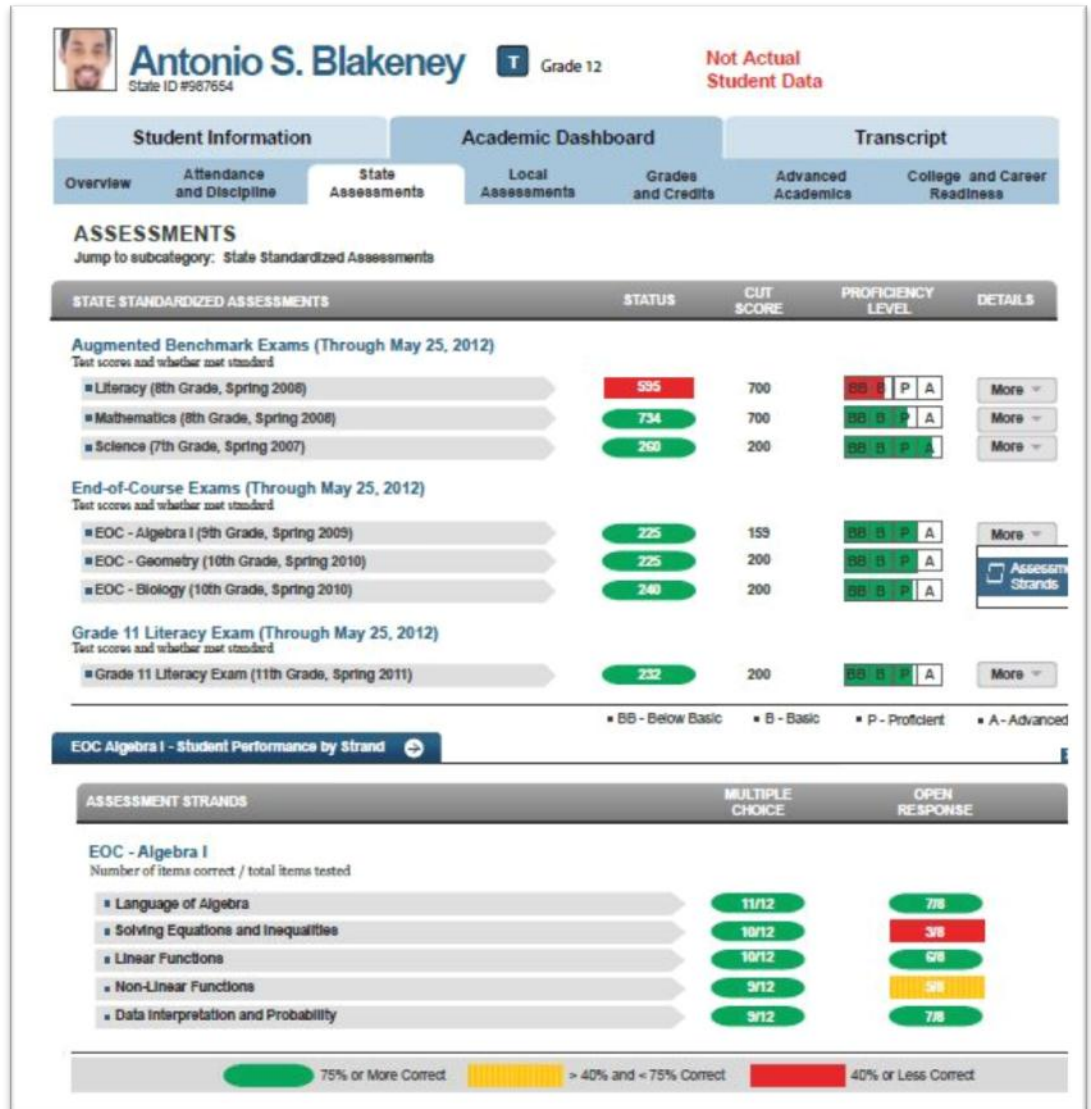 Antonio S. Blakeney T Grade 12 Not Actual
State ID #987654 Student Data
Student Information Academic Dashboard Transcript
Overview Attendance and Discipline State Assessments Local Assessments Grades and Credits Advanced Academics College and Career Readiness
ASSESSMENTS
Jump to subcategory: State Standardized Assessments
STATE STANDARDIZED ASSESSMENTS STATUS CUT SCORE PROFICIENCY LEVEL DETAILS
Augmented Benchmark Exams (Through May 25, 2012)
Test scores and whether met standard
Literacy (8th Grade, Spring 2008) 595 700 BB B P A More
Mathematics (8th Grade, Spring 2008) 734 700 BB B P A More
Science (7th Grade, Spring 2007) 260 200 BB B P A More
End-of-Course Exams (Through May 25, 2012)
Test scores and whether met standard
EOC - Algebra I (9th Grade, Spring 2009) 225 159 BB B P A More
EOC - Geometry (10th Grade, Spring 2010) 225 200 BB B P A Assessm
EOC - Biology (10th Grade, Spring 2010) 240 200 BB B P A Strands
Grade 11 Literacy Exam (Through May 25, 2012)
Test scores and whether met standard
Grade 11 Literacy Exam (11th Grade, Spring 2011) 232 200 BB B P A More
BB - Below Basic B - Basic P - Proficient A - Advanced
EOC Algebra I - Student Performance by Strand
ASSESSMENT STRANDS MULTIPLE CHOICE OPEN RESPONSE
EOC - Algebra I
Number of items correct / total items tested
Language of Algebra 11/12 7/8
Solving Equations and Inequalities 10/12 3/8
Linear Functions 10/12 6/8
Non-Linear Functions 9/12 5/8
Data Interpretation and Probability 9/12 7/8
75% or More Correct > 40% and < 75% Correct 40% or Less Correct